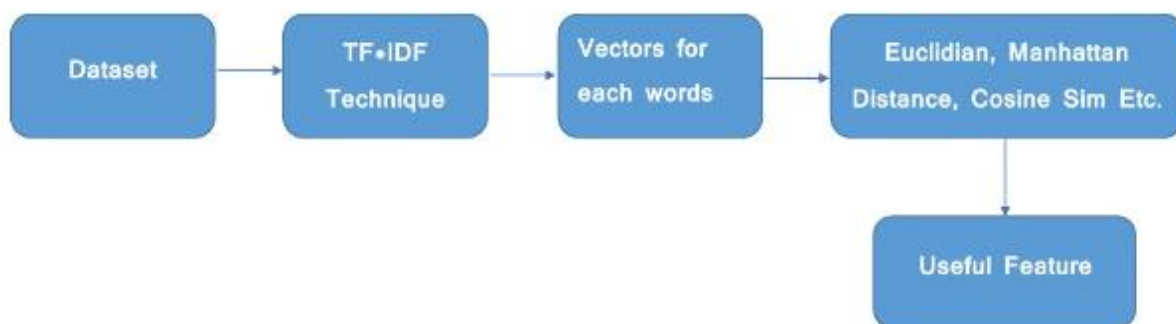 Dataset
TF•IDF
Technique
Vectors for
each words
Euclidian, Manhattan
Distance, Cosine Sim Etc.
Useful Feature